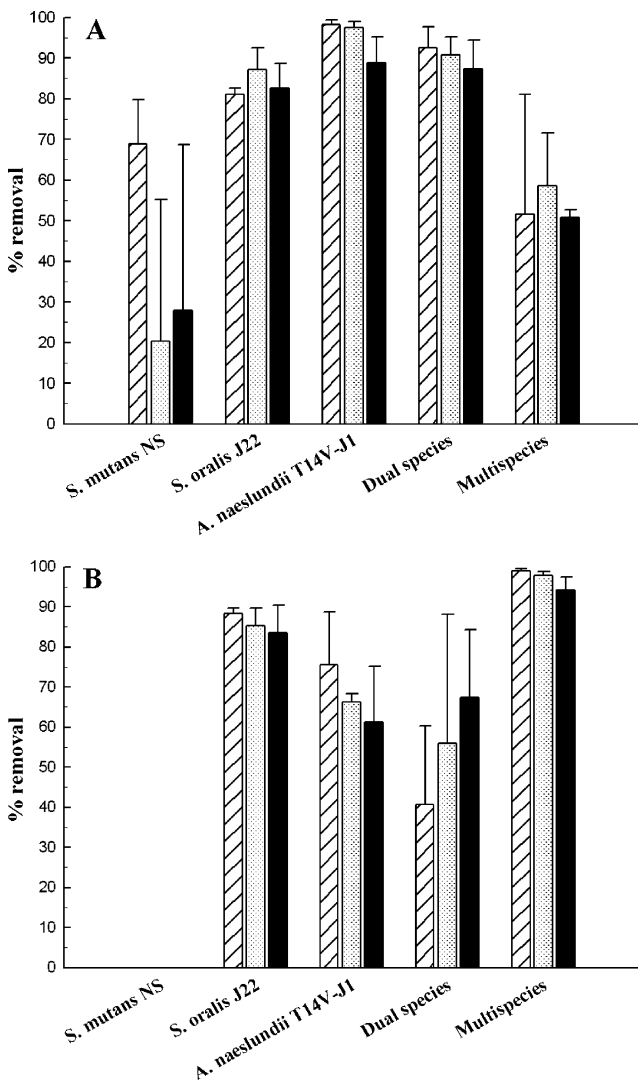 A
100
90
80
70
60
50
40
30
20
10
0
% removal
S. mutans NS
S. oralis J22
A. naeslundii T14V-J1
Dual species
Multispecies
B
100
90
80
70
60
50
40
30
20
10
0
% removal
S. mutans NS
S. oralis J22
A. naeslundii T14V-J1
Dual species
Multispecies